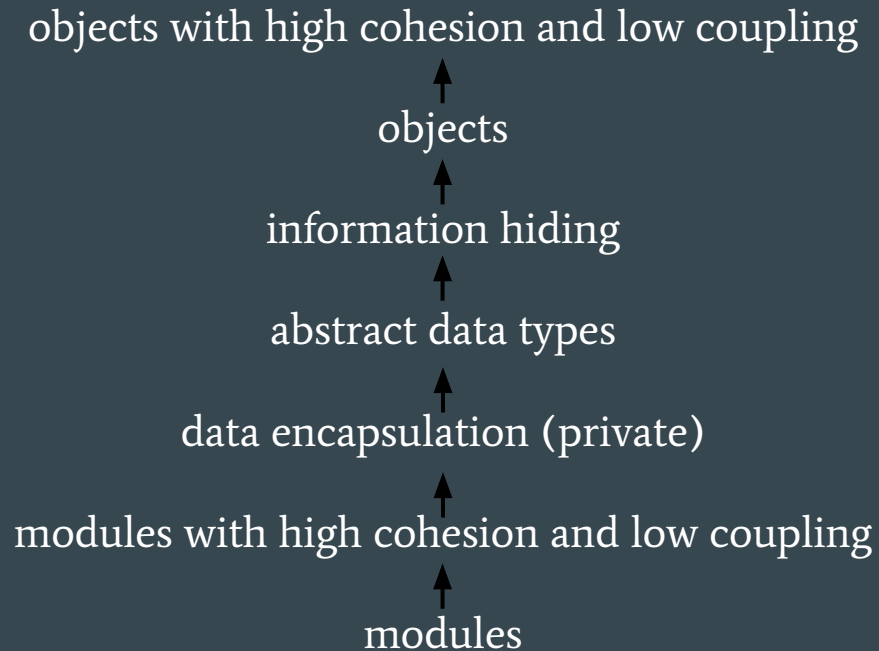 objects with high cohesion and low coupling
objects
information hiding
abstract data types
data encapsulation (private)
modules with high cohesion and low coupling
modules